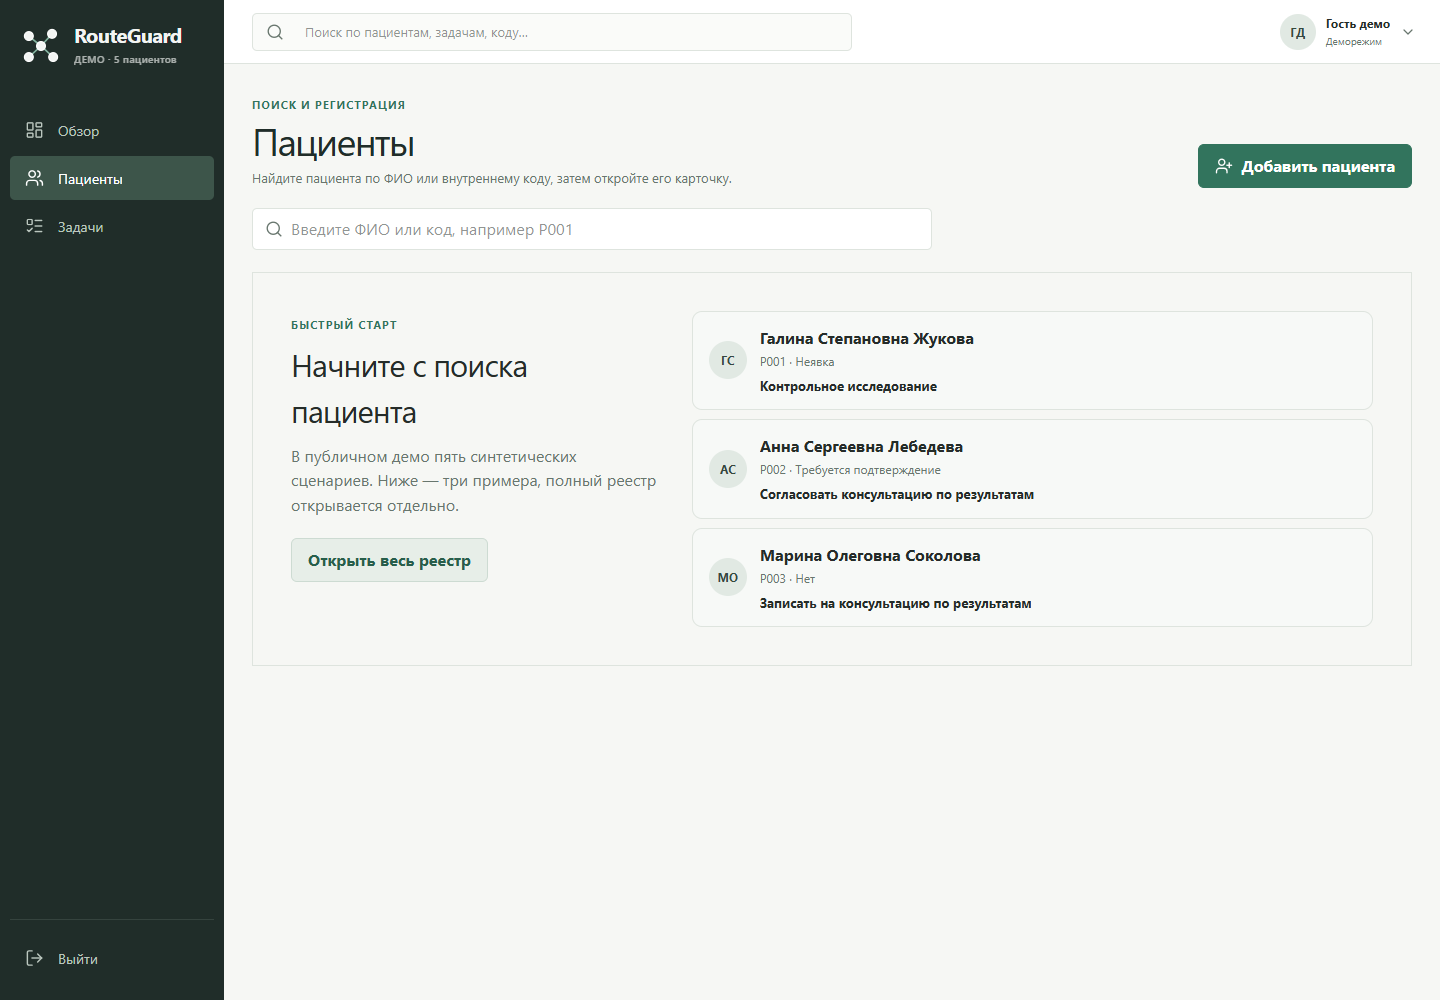 RouteGuard
ДЕМО · 5 пациентов
Обзор
Пациенты
Задачи
Выйти
Поиск по пациентам, задачам, коду...
ГД
Гость демо
Деморежим
ПОИСК И РЕГИСТРАЦИЯ
Пациенты
Найдите пациента по ФИО или внутреннему коду, затем откройте его карточку.
Добавить пациента
Введите ФИО или код, например P001
БЫСТРЫЙ СТАРТ
Начните с поиска
пациента
В публичном демо пять синтетических
сценариев. Ниже — три примера, полный реестр
открывается отдельно.
Открыть весь реестр
ГС
Галина Степановна Жукова
P001 · Неявка
Контрольное исследование
АС
Анна Сергеевна Лебедева
P002 · Требуется подтверждение
Согласовать консультацию по результатам
МО
Марина Олеговна Соколова
P003 · Нет
Записать на консультацию по результатам